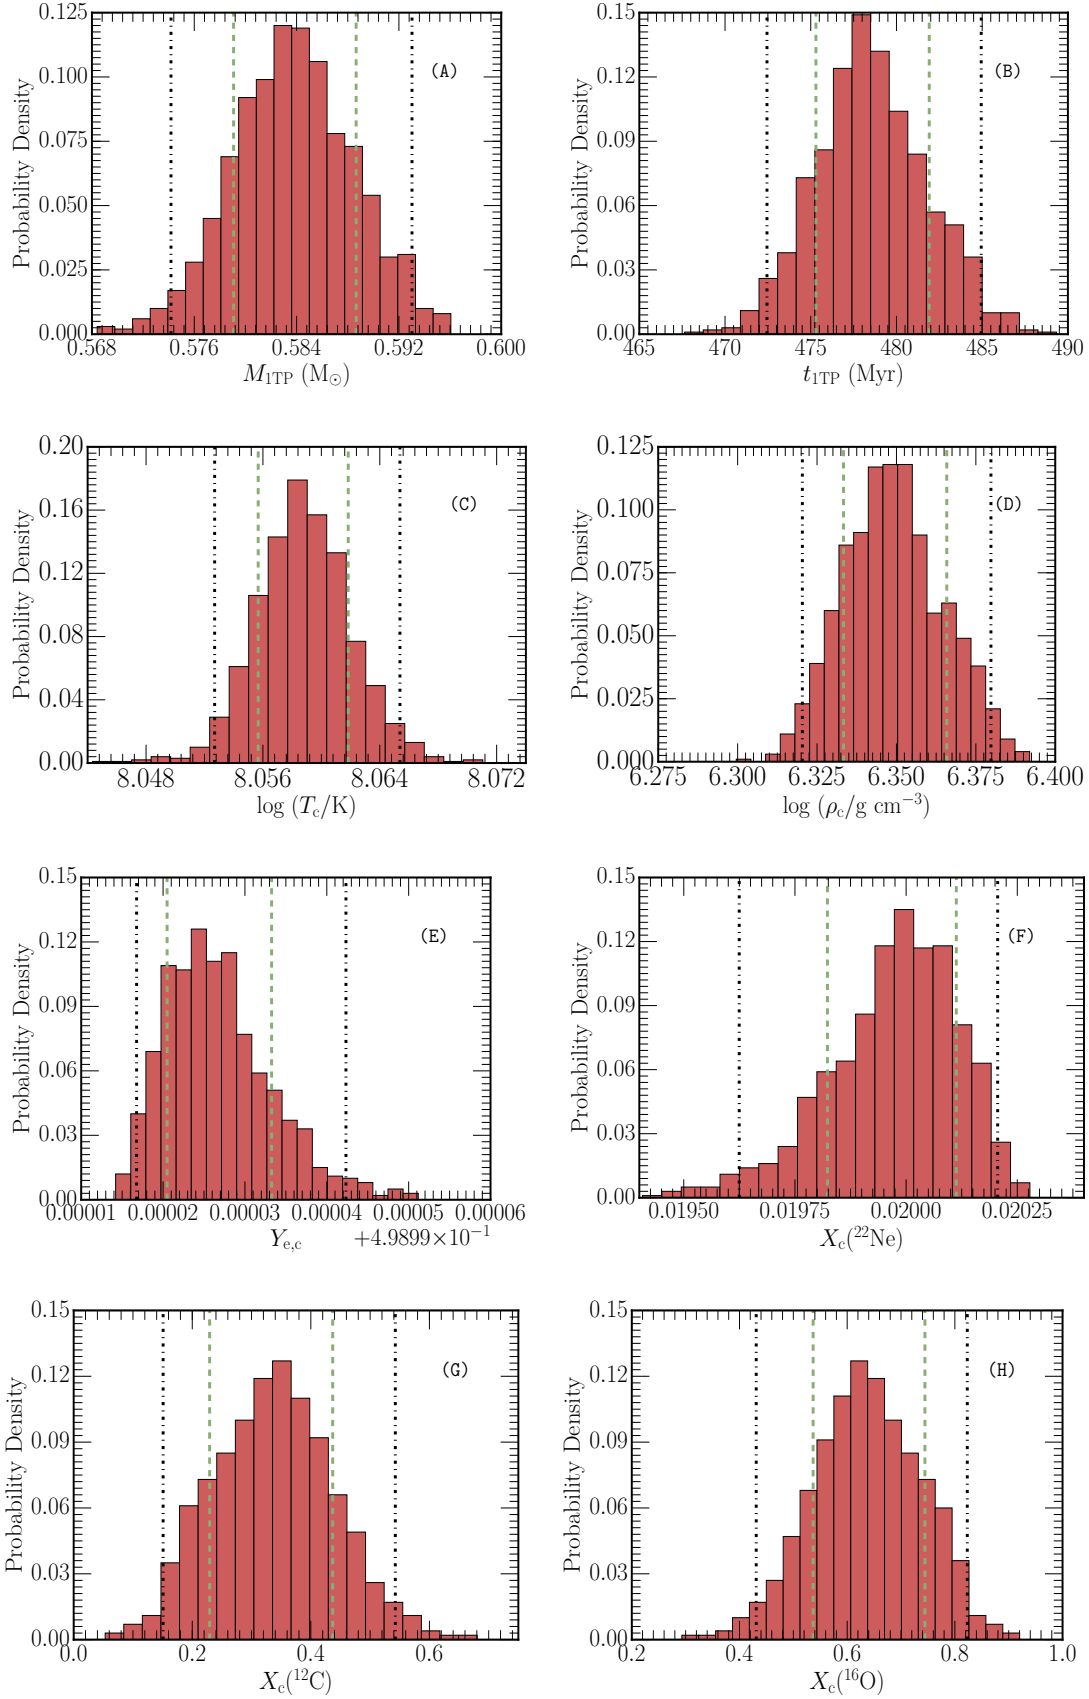 0.125
0.100
0.075
0.050
0.025
0.000
Probability Density
(A)
0.568 0.576 0.584 0.592 0.600
M₁TP (M⊙)
0.15
0.12
0.09
0.06
0.03
0.00
Probability Density
(B)
465 470 475 480 485 490
t₁TP (Myr)
0.20
0.16
0.12
0.08
0.04
0.00
Probability Density
(C)
8.048 8.056 8.064 8.072
log (Tc/K)
0.125
0.100
0.075
0.050
0.025
0.000
Probability Density
(D)
6.275 6.300 6.325 6.350 6.375 6.400
log (ρc/g cm⁻³)
0.15
0.12
0.09
0.06
0.03
0.00
Probability Density
(E)
0.00001 0.00002 0.00003 0.00004 0.00005 0.00006
Ye,c +4.9899×10⁻¹
0.15
0.12
0.09
0.06
0.03
0.00
Probability Density
(F)
0.01950 0.01975 0.02000 0.02025
Xc(²²Ne)
0.15
0.12
0.09
0.06
0.03
0.00
Probability Density
(G)
0.0 0.2 0.4 0.6
Xc(¹²C)
0.15
0.12
0.09
0.06
0.03
0.00
Probability Density
(H)
0.2 0.4 0.6 0.8 1.0
Xc(¹⁶O)